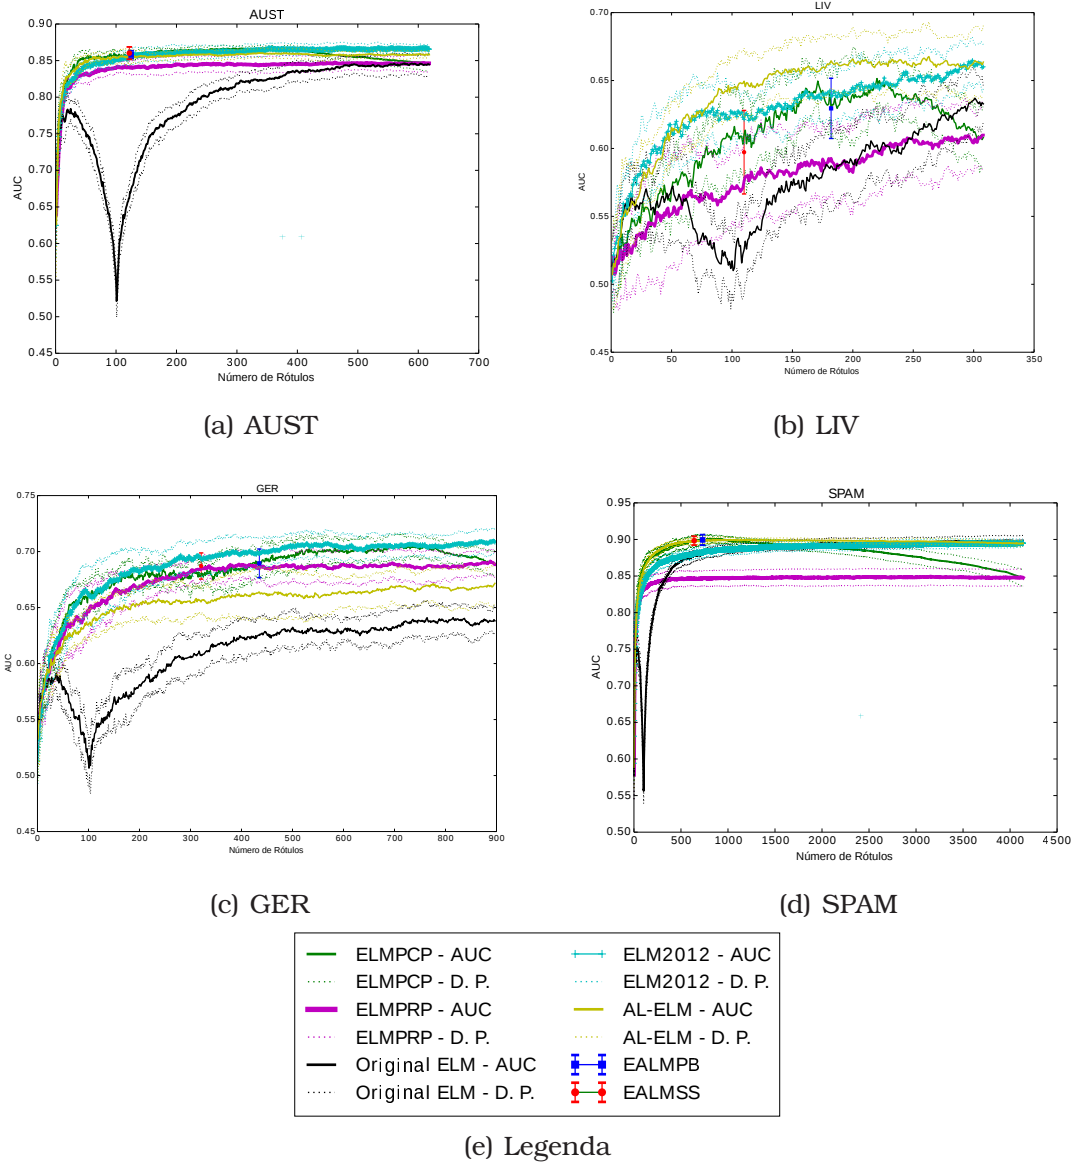 AUST
0.90
0.85
0.80
0.75
0.70
0.65
0.60
0.55
0.50
0.45
AUC
0 100 200 300 400 500 600 700
Número de Rótulos
(a) AUST
LIV
0.70
0.65
0.60
0.55
0.50
0.45
AUC
0 50 100 150 200 250 300 350
Número de Rótulos
(b) LIV
GER
0.75
0.70
0.65
0.60
0.55
0.50
0.45
AUC
0 100 200 300 400 500 600 700 800 900
Número de Rótulos
(c) GER
SPAM
0.95
0.90
0.85
0.80
0.75
0.70
0.65
0.60
0.55
0.50
AUC
0 500 1000 1500 2000 2500 3000 3500 4000 4500
Número de Rótulos
(d) SPAM
ELMPCP - AUC
ELMPCP - D. P.
ELMPRP - AUC
ELMPRP - D. P.
Original ELM - AUC
Original ELM - D. P.
ELM2012 - AUC
ELM2012 - D. P.
AL-ELM - AUC
AL-ELM - D. P.
EALMPB
EALMSS
(e) Legenda